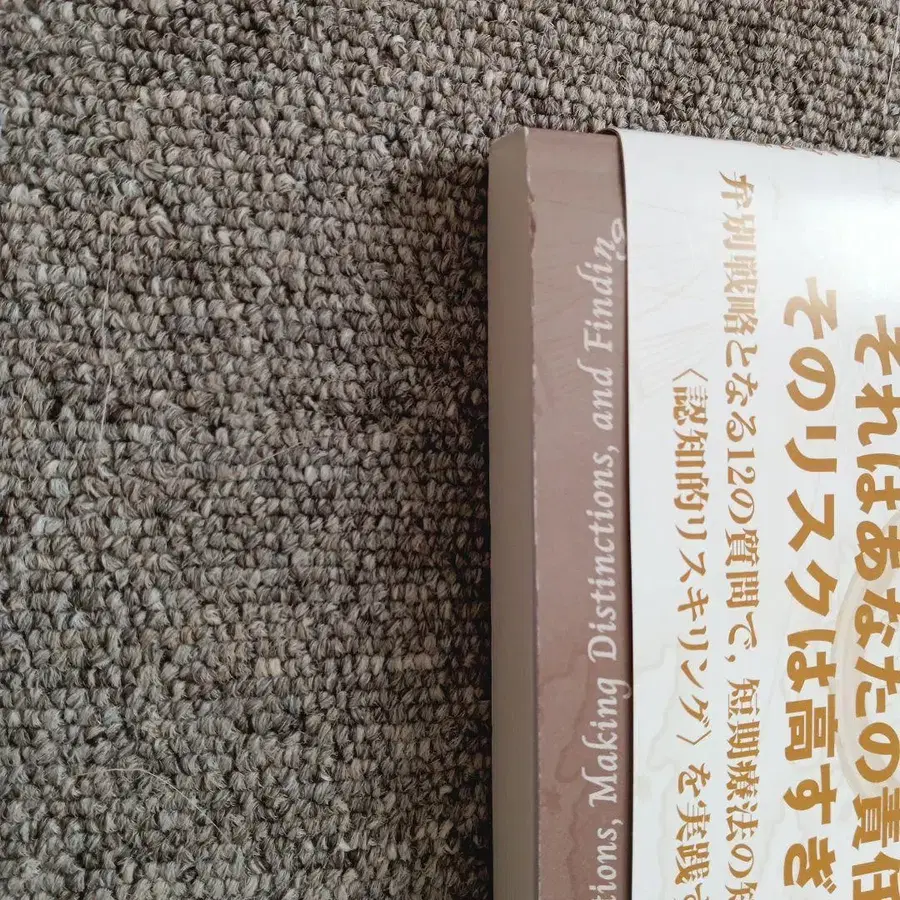 それはあなたの責任
そのリスクは高すぎ
弁別戦略となる12の質問で，短期療法の
〈認知的リスキリング〉を実践す
tions, Making Distinctions, and Finding